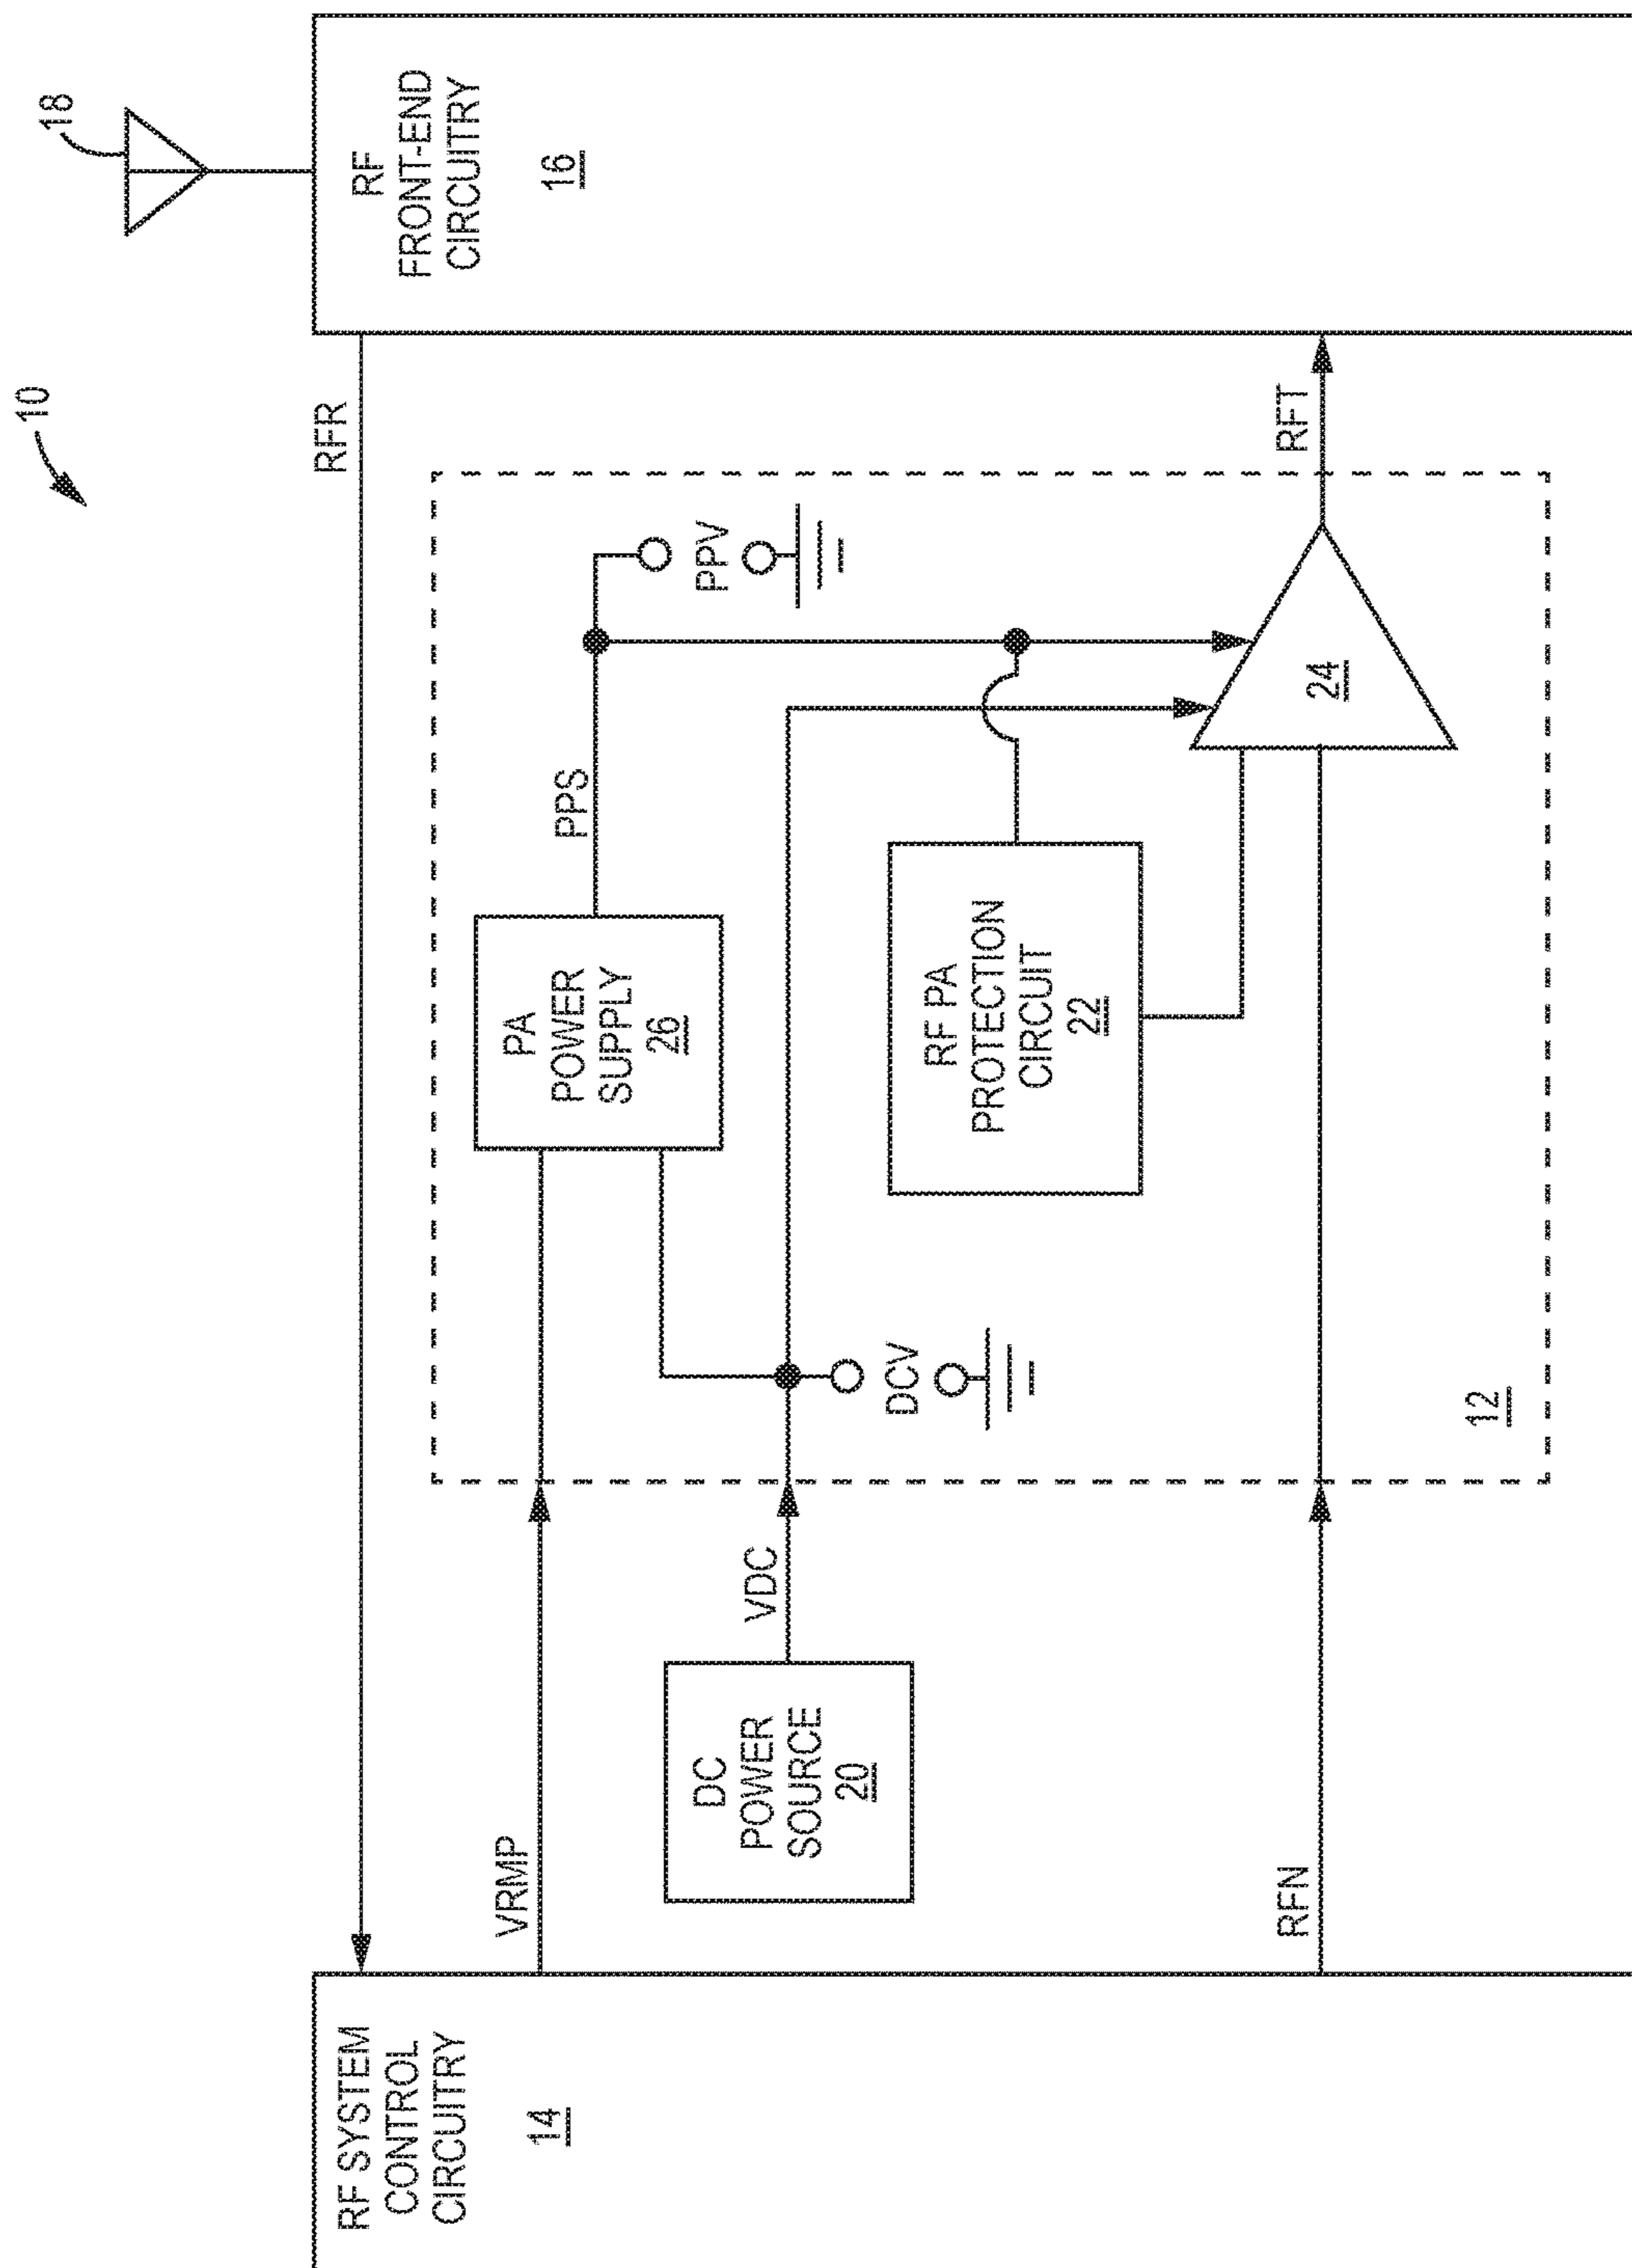 10
18
RF SYSTEM
CONTROL
CIRCUITRY
14
RFR
RF
FRONT-END
CIRCUITRY
16
VRMP
PA
POWER
SUPPLY
26
PPS
PPV
DC
POWER
SOURCE
20
VDC
DCV
RF PA
PROTECTION
CIRCUIT
22
24
RFN
RFT
12